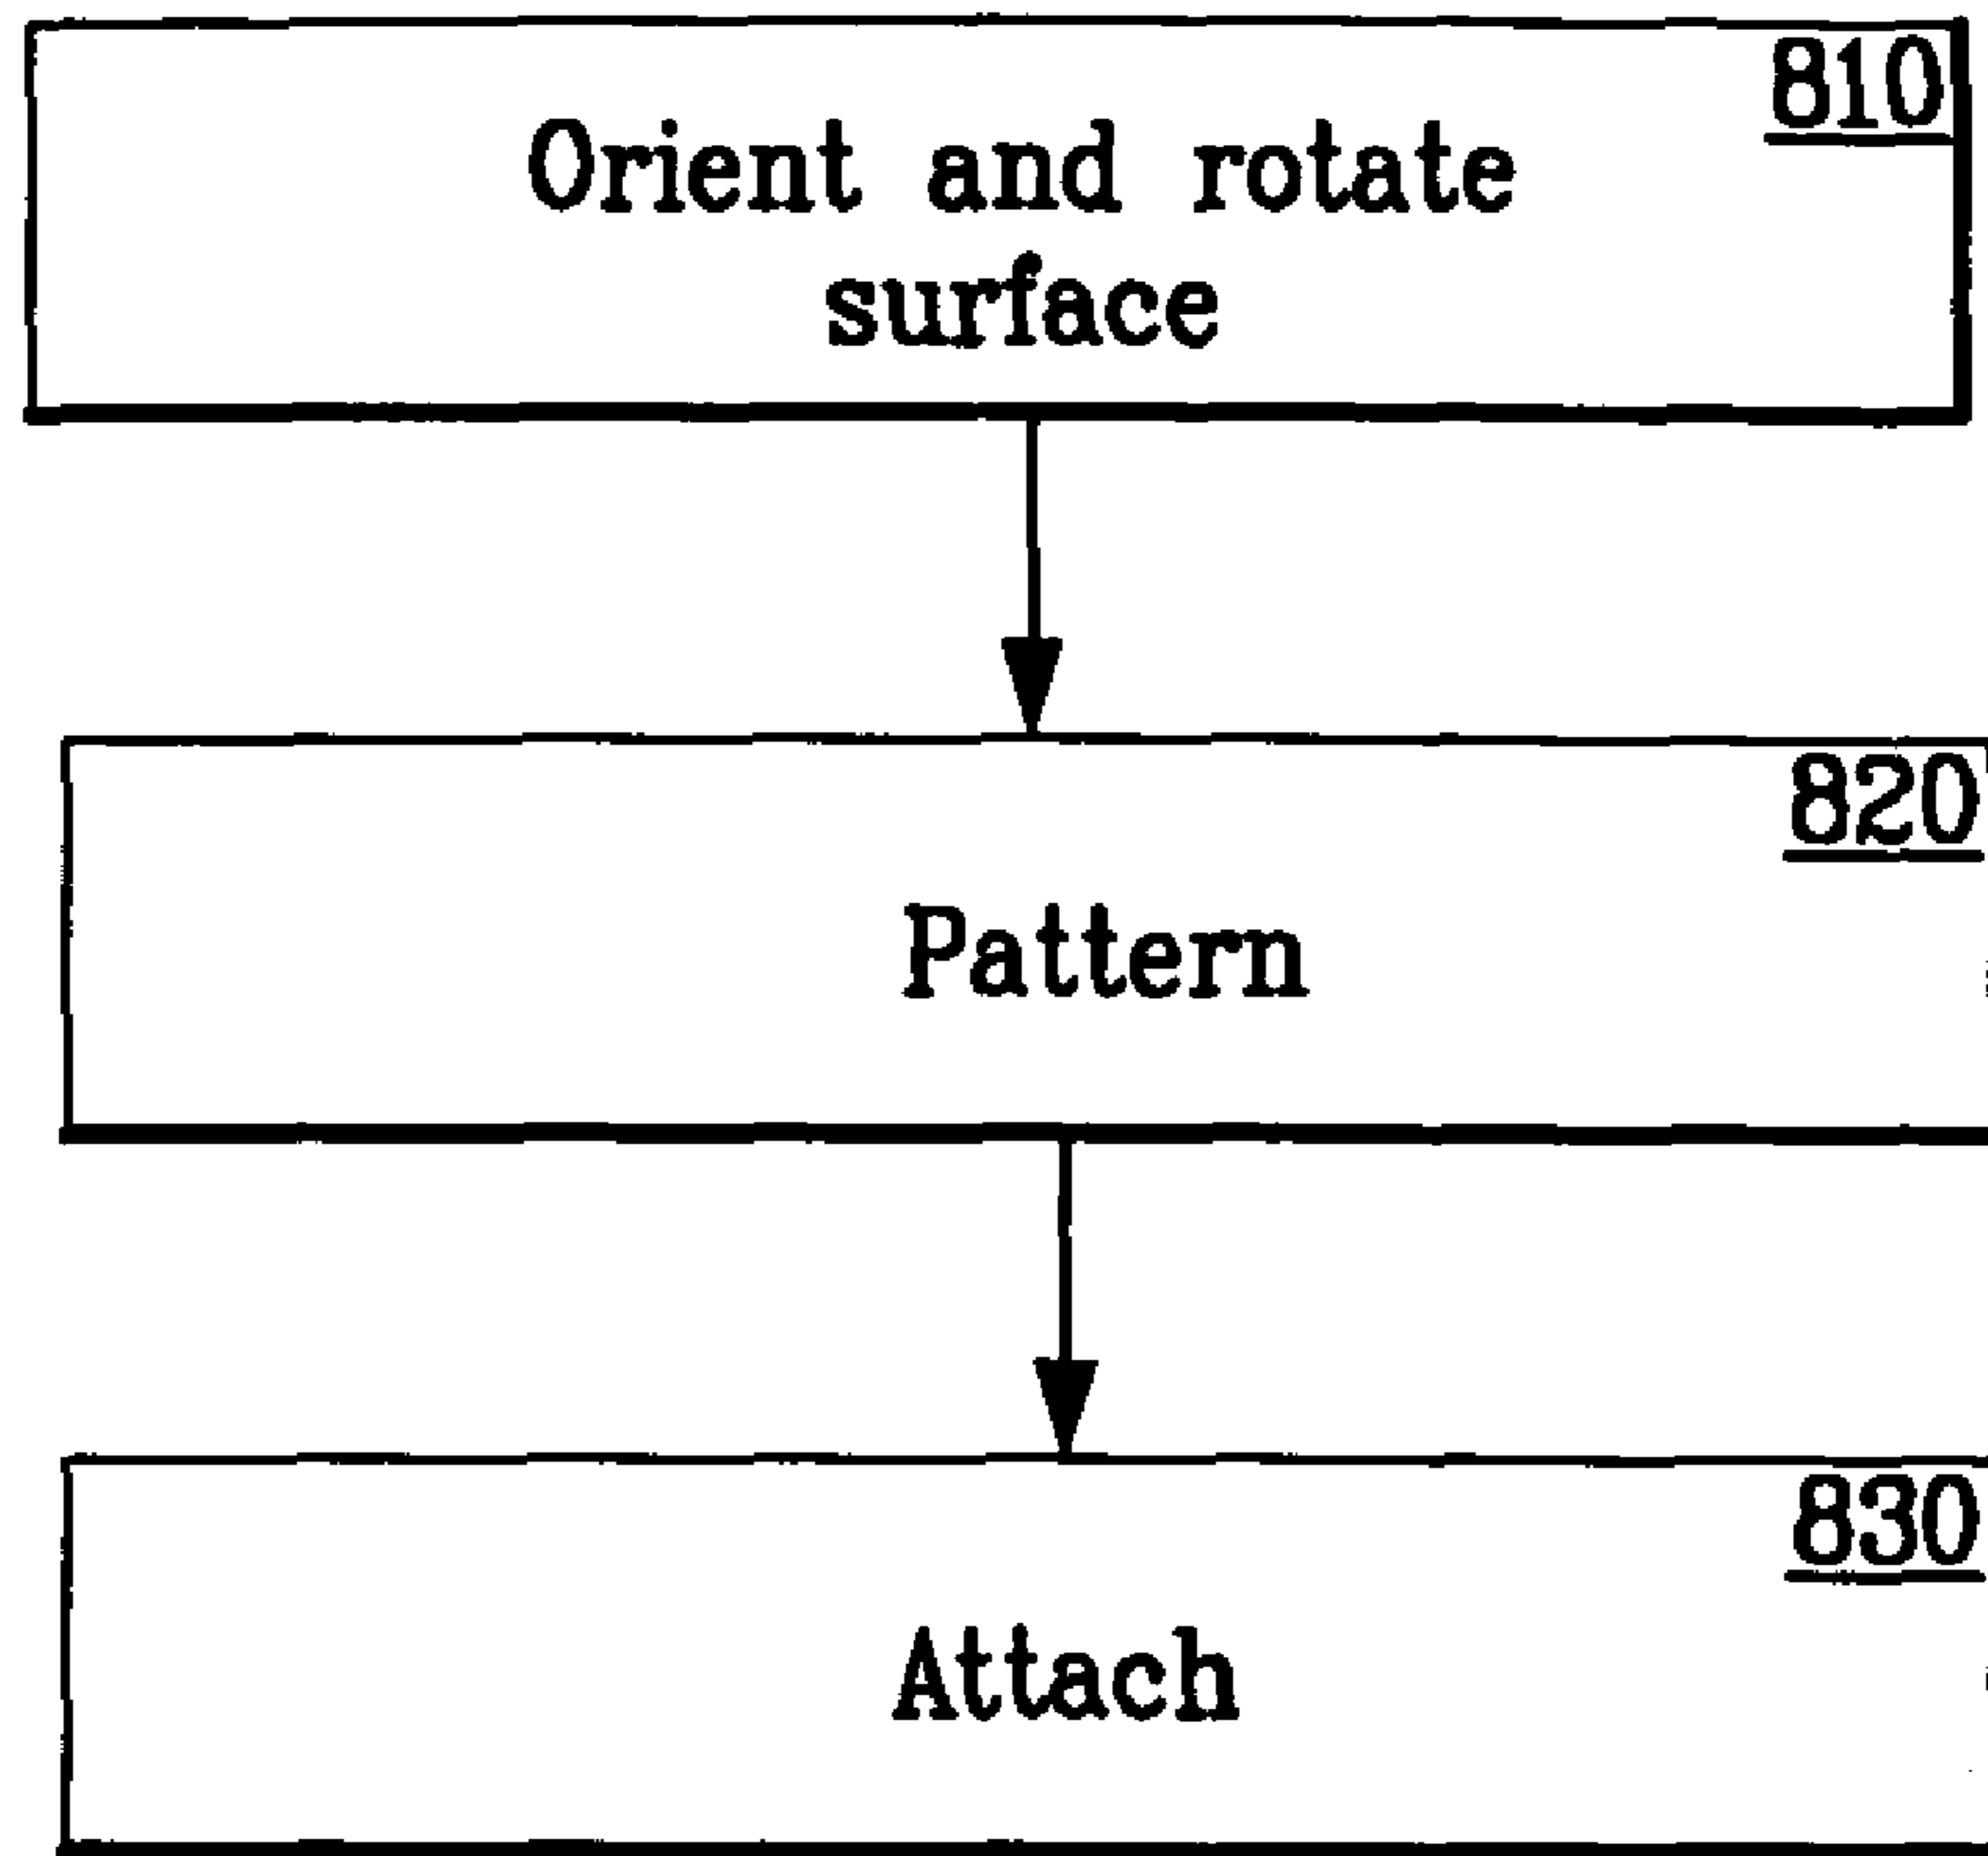 810
Orient and rotate
surface
820
Pattern
830
Attach